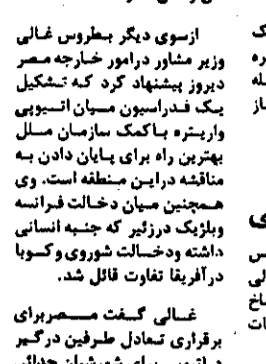 ازسوی دیگر بطروس غالی
وزیر مشاور درامور خارجه مصر
دیروز پیشنهاد کرد که تشکیل
یک فدراسیون میان اتیوپی
واریتره باکمک سازمان ملل
بهترین راه برای پایان دادن به
مناقشه دراین منطقه است. وی
همچنین میان دخالت فرانسه
وبلژیک درزئیر که جنبه انسانی
داشته ودخالت شوروی وکوبا
درآفریقا تفاوت قائل شد.
غالی گفت مصر برای
برقراری تعادل طرفین درگیر